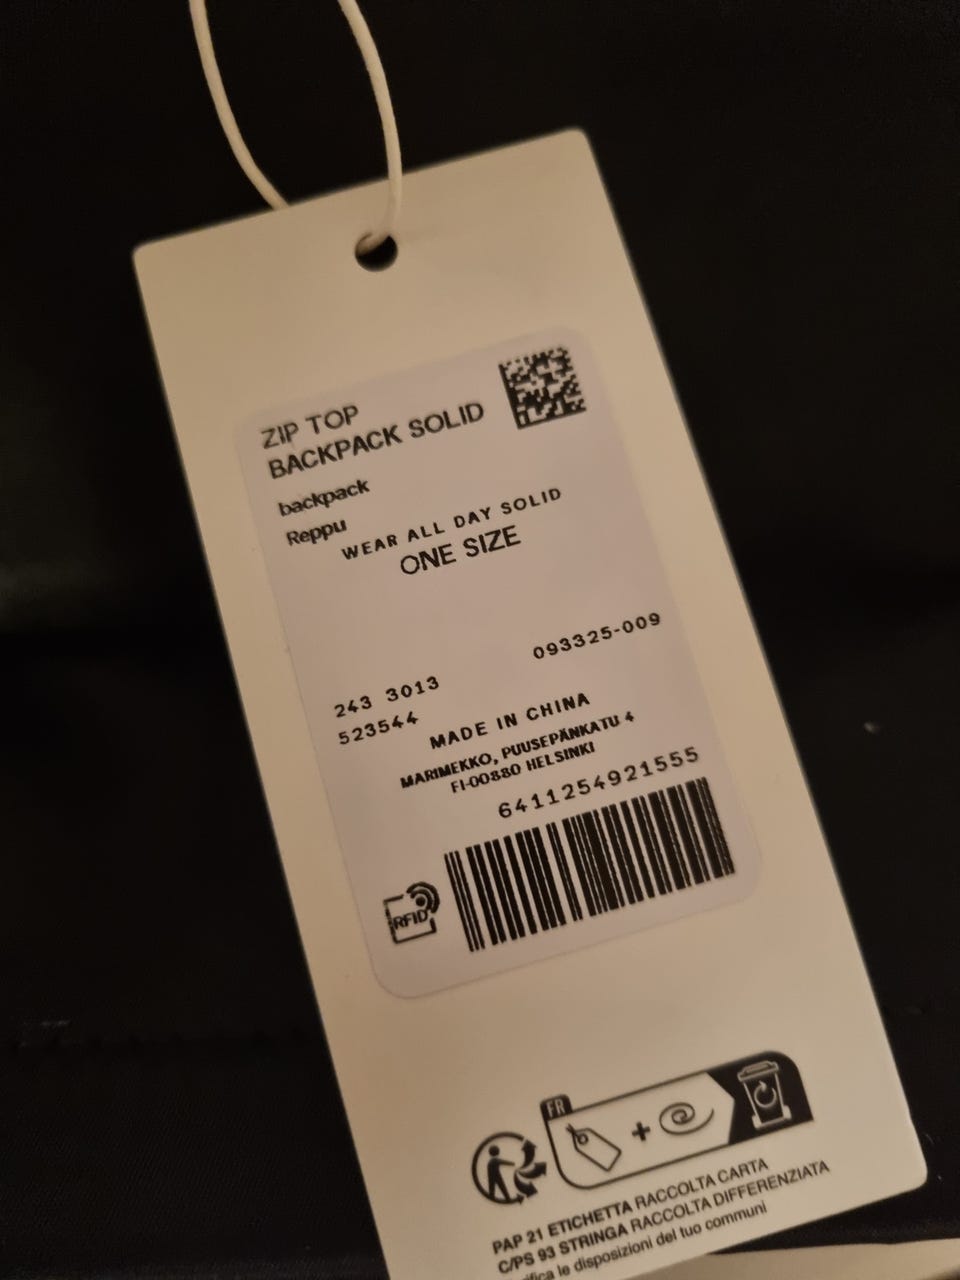 ZIP TOP
BACKPACK SOLID
backpack
Reppu
WEAR ALL DAY SOLID
ONE SIZE
093325-009
243 3013
523544
MADE IN CHINA
MARIMEKKO, PUUSEPÄNKATU 4
FI-00880 HELSINKI
6411254921555
RFID
FR
+
PAP 21 ETICHETTA RACCOLTA CARTA
C/PS 93 STRINGA RACCOLTA DIFFERENZIATA
le disposizioni del tuo communi